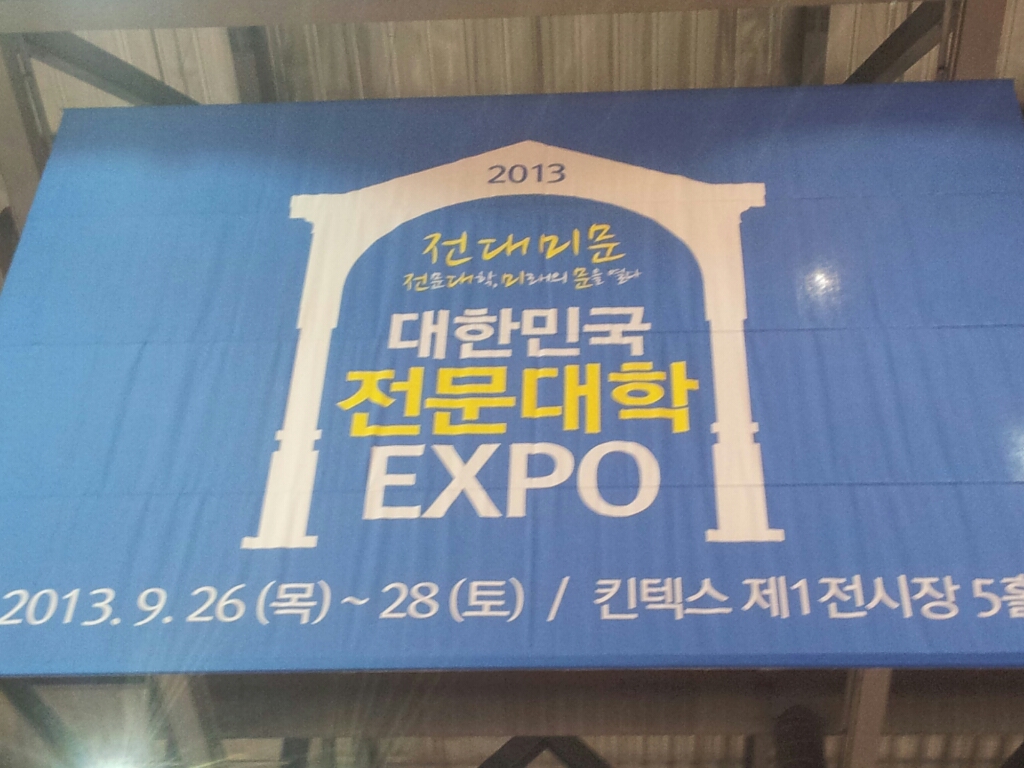 2013
전대미문
전문대학, 미래의 문을 열다
대한민국
전문대학
EXPO
2013. 9. 26 (목) ~ 28 (토) / 킨텍스 제1전시장 5홀